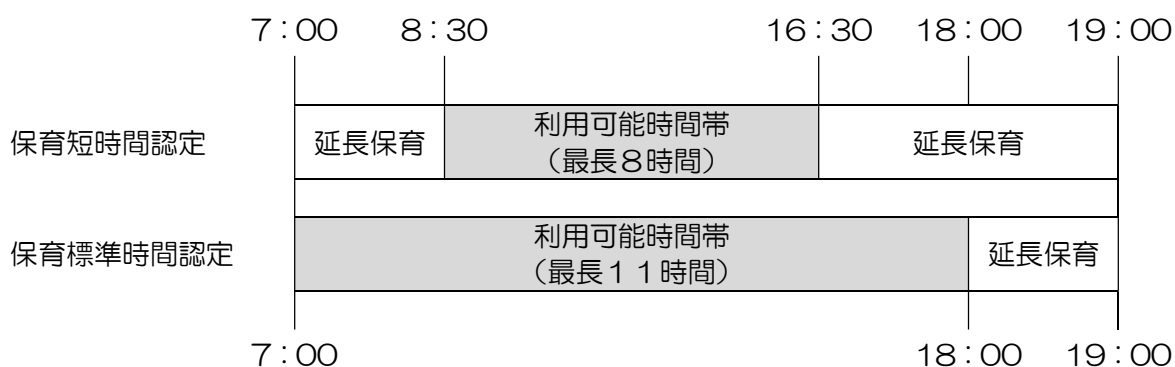 7:00 8:30 16:30 18:00 19:00
保育短時間認定
延長保育
利用可能時間帯
（最長8時間）
延長保育
保育標準時間認定
利用可能時間帯
（最長11時間）
延長保育
7:00 18:00 19:00